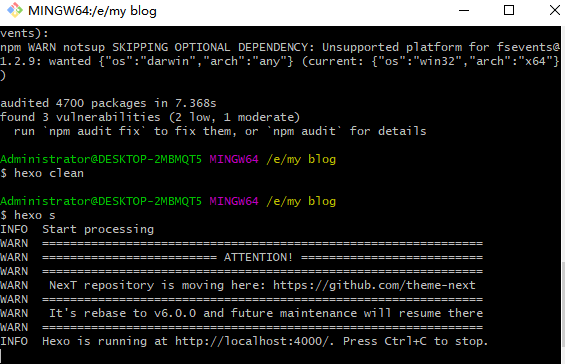 MINGW64:/e/my blog
vents):
npm WARN notsup SKIPPING OPTIONAL DEPENDENCY: Unsupported platform for fsevents@
1.2.9: wanted {"os":"darwin","arch":"any"} (current: {"os":"win32","arch":"x64"}
)
audited 4700 packages in 7.368s
found 3 vulnerabilities (2 low, 1 moderate)
  run `npm audit fix` to fix them, or `npm audit` for details
Administrator@DESKTOP-2MBMQT5 MINGW64 /e/my blog
$ hexo clean
Administrator@DESKTOP-2MBMQT5 MINGW64 /e/my blog
$ hexo s
INFO  Start processing
WARN  ===============================================================
WARN  ========================= ATTENTION! ==========================
WARN  ===============================================================
WARN   NexT repository is moving here: https://github.com/theme-next
WARN  ===============================================================
WARN   It's rebase to v6.0.0 and future maintenance will resume there
WARN  ===============================================================
INFO  Hexo is running at http://localhost:4000/. Press Ctrl+C to stop.